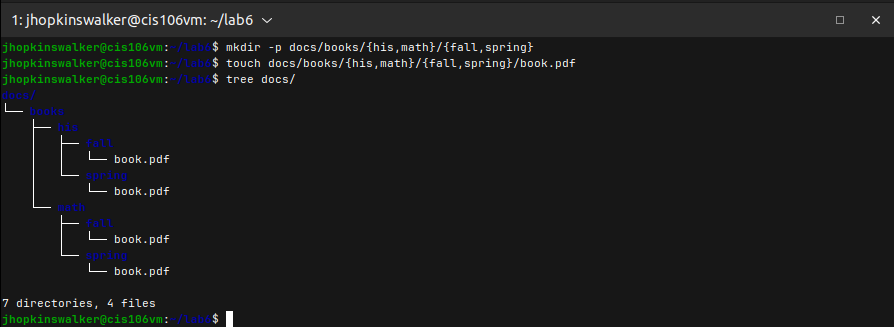 1: jhopkinswalker@cis106vm: ~/lab6
jhopkinswalker@cis106vm:~/lab6$ mkdir -p docs/books/{his,math}/{fall,spring}
jhopkinswalker@cis106vm:~/lab6$ touch docs/books/{his,math}/{fall,spring}/book.pdf
jhopkinswalker@cis106vm:~/lab6$ tree docs/
docs/
└── books
    ├── his
    │   ├── fall
    │   │   └── book.pdf
    │   └── spring
    │       └── book.pdf
    └── math
        ├── fall
        │   └── book.pdf
        └── spring
            └── book.pdf

7 directories, 4 files
jhopkinswalker@cis106vm:~/lab6$